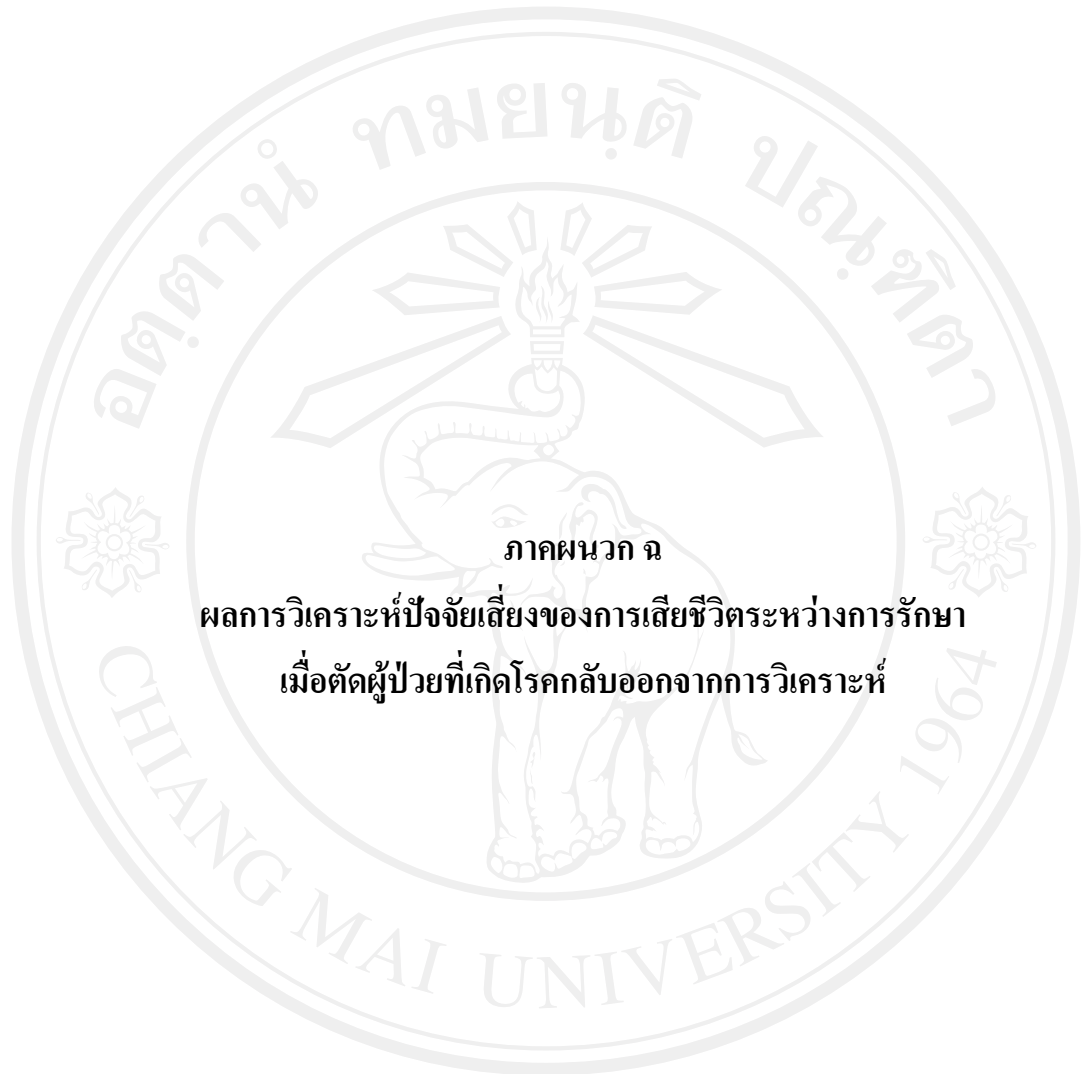 อตฺตานํ ทมยนฺติ ปณฺฑิตา
ภาคผนวก ฉ
ผลการวิเคราะห์ปัจจัยเสี่ยงของการเสียชีวิตระหว่างการรักษา
เมื่อตัดผู้ป่วยที่เกิดโรคกลับออกจากการวิเคราะห์
CHIANG MAI UNIVERSITY 1964